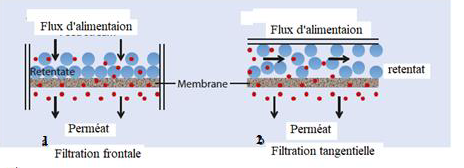 Flux d'alimentaion
Retentate
Membrane
Perméat
1
Filtration frontale
Flux d'alimentaion
retentat
Perméat
2
Filtration tangentielle